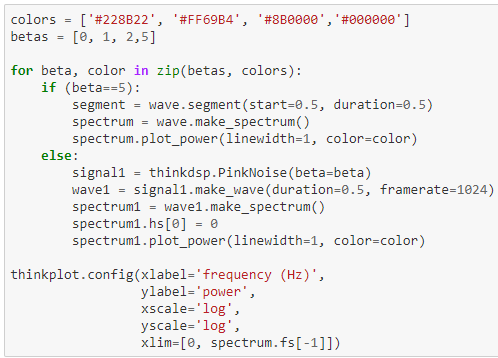 colors = ['#228B22', '#FF69B4', '#8B0000','#000000']
betas = [0, 1, 2,5]

for beta, color in zip(betas, colors):
    if (beta==5):
        segment = wave.segment(start=0.5, duration=0.5)
        spectrum = wave.make_spectrum()
        spectrum.plot_power(linewidth=1, color=color)
    else:
        signal1 = thinkdsp.PinkNoise(beta=beta)
        wave1 = signal1.make_wave(duration=0.5, framerate=1024)
        spectrum1 = wave1.make_spectrum()
        spectrum1.hs[0] = 0
        spectrum1.plot_power(linewidth=1, color=color)

thinkplot.config(xlabel='frequency (Hz)',
                 ylabel='power',
                 xscale='log',
                 yscale='log',
                 xlim=[0, spectrum.fs[-1]])